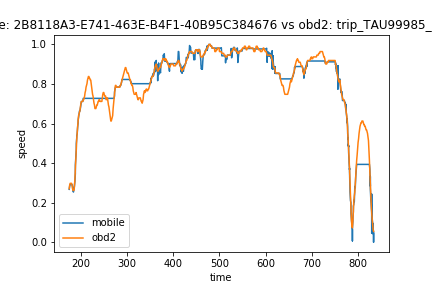 e: 2B8118A3-E741-463E-B4F1-40B95C384676 vs obd2: trip_TAU99985_
1.0
0.8
0.6
0.4
0.2
0.0
speed
mobile
obd2
200 300 400 500 600 700 800
time